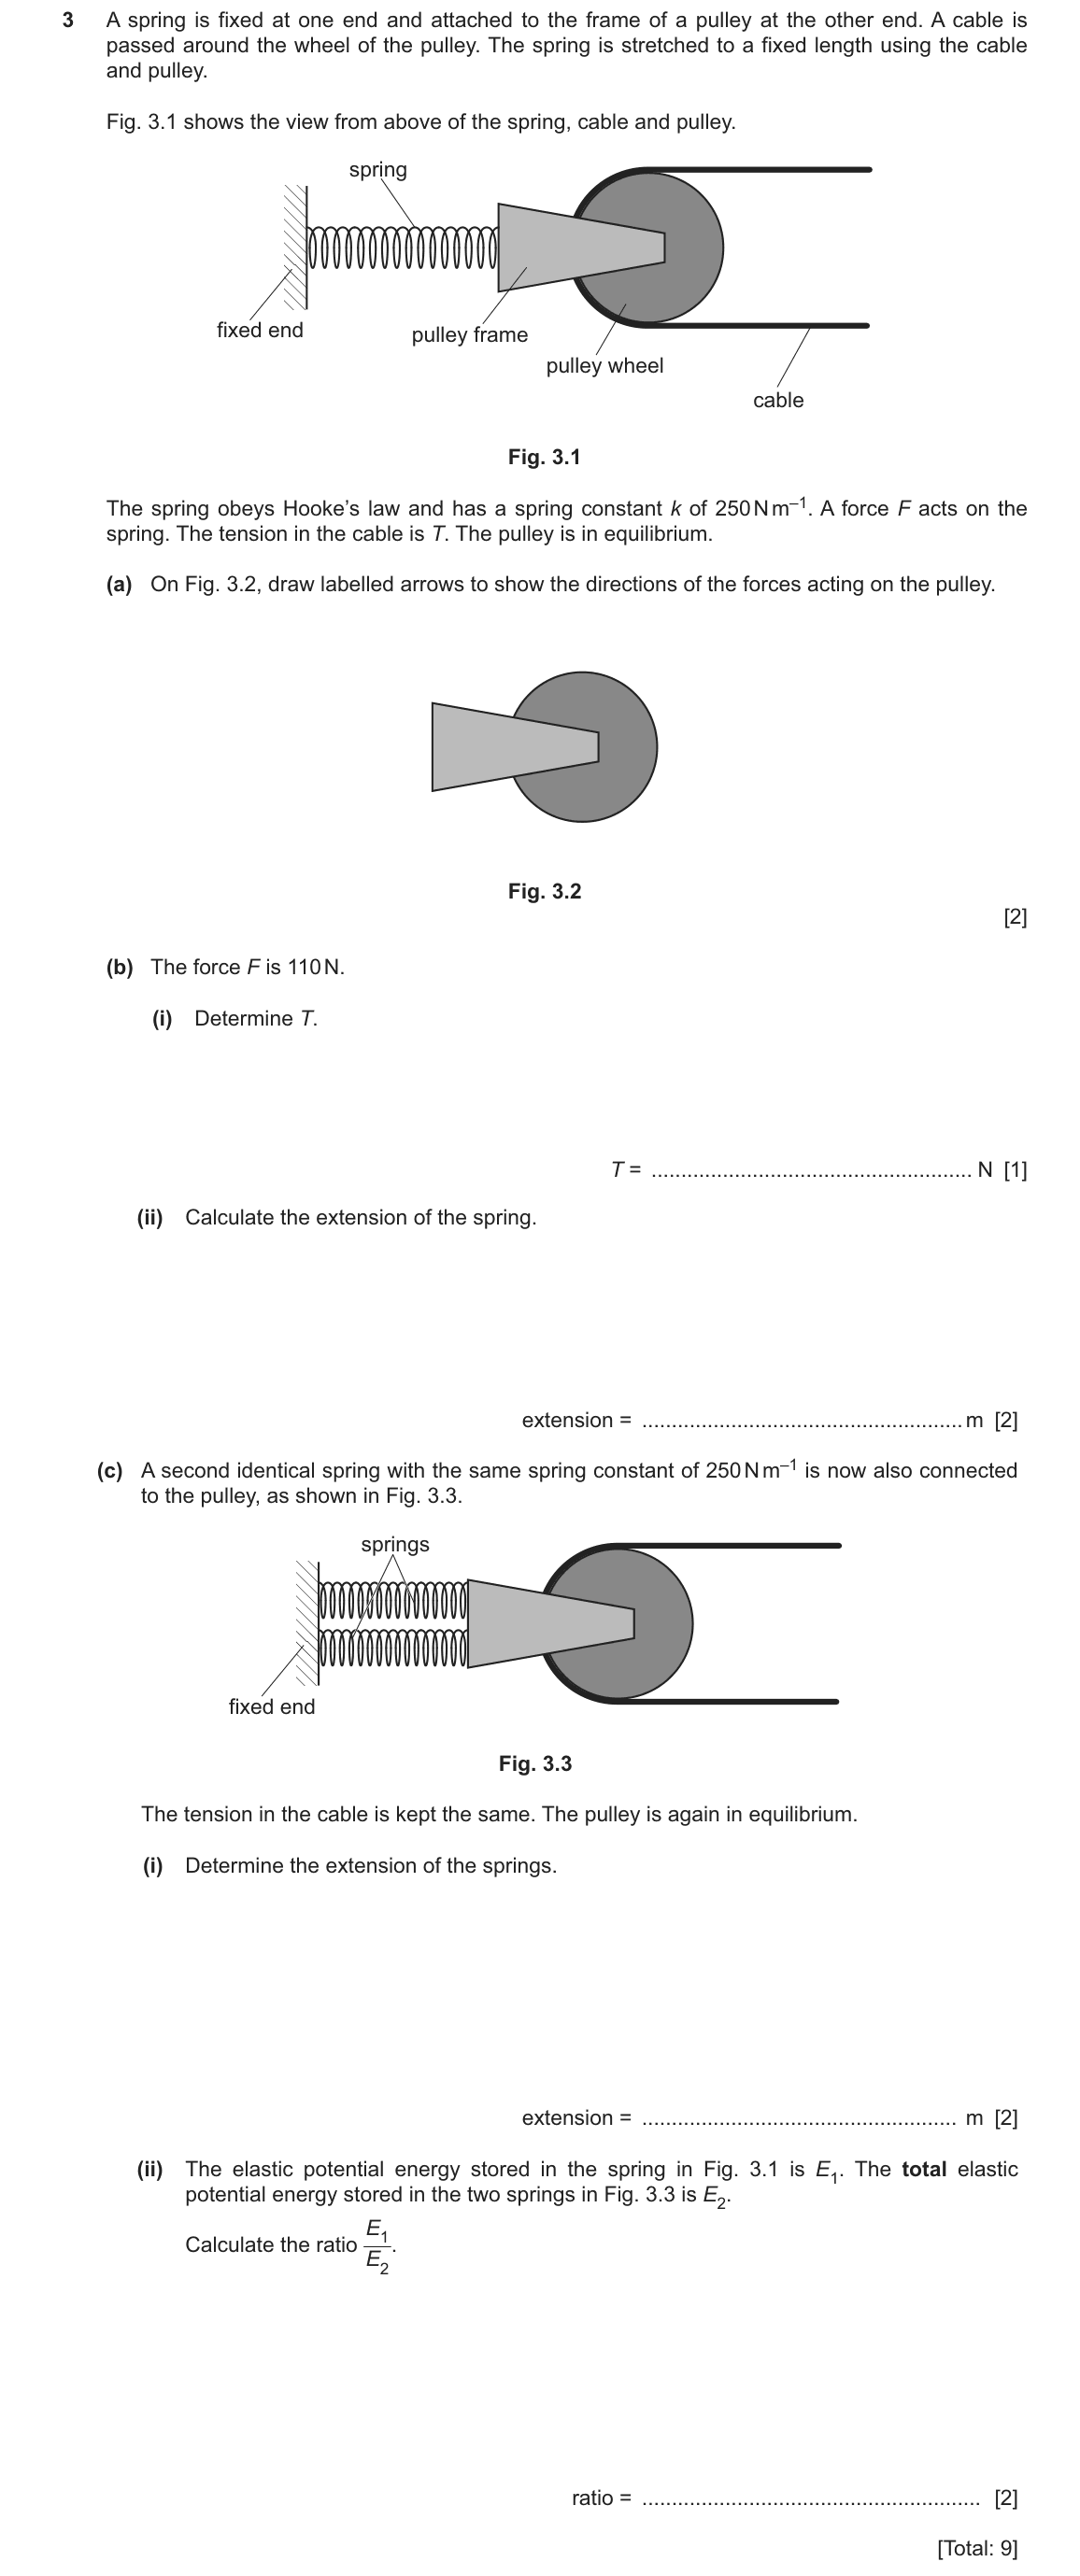 3 A spring is fixed at one end and attached to the frame of a pulley at the other end. A cable is
passed around the wheel of the pulley. The spring is stretched to a fixed length using the cable
and pulley.
Fig. 3.1 shows the view from above of the spring, cable and pulley.
spring
fixed end
pulley frame
pulley wheel
cable
Fig. 3.1
The spring obeys Hooke's law and has a spring constant k of 250 N m⁻¹. A force F acts on the
spring. The tension in the cable is T. The pulley is in equilibrium.
(a) On Fig. 3.2, draw labelled arrows to show the directions of the forces acting on the pulley.
Fig. 3.2
[2]
(b) The force F is 110 N.
(i) Determine T.
T = ...................................................... N [1]
(ii) Calculate the extension of the spring.
extension = ...................................................... m [2]
(c) A second identical spring with the same spring constant of 250 N m⁻¹ is now also connected
to the pulley, as shown in Fig. 3.3.
springs
fixed end
Fig. 3.3
The tension in the cable is kept the same. The pulley is again in equilibrium.
(i) Determine the extension of the springs.
extension = ..................................................... m [2]
(ii) The elastic potential energy stored in the spring in Fig. 3.1 is E₁. The total elastic
potential energy stored in the two springs in Fig. 3.3 is E₂.
Calculate the ratio E₁/E₂.
ratio = ......................................................... [2]
[Total: 9]